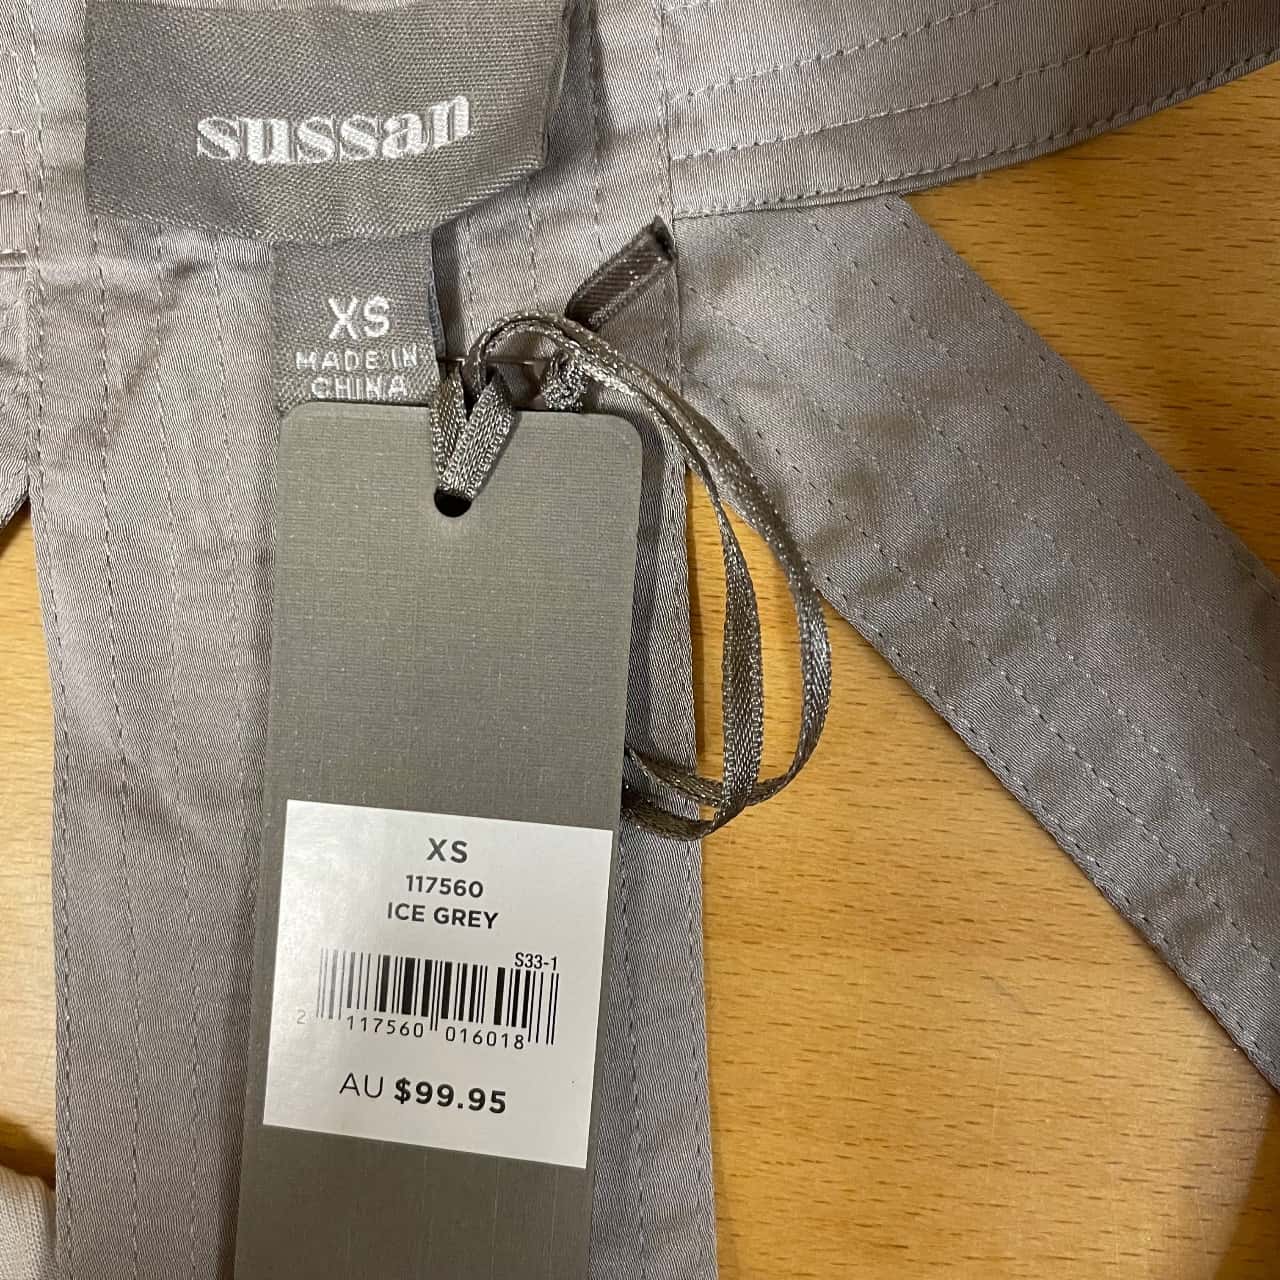 sussan
XS
MADE IN
CHINA
XS
117560
ICE GREY
S33-1
2 117560 016018
AU $99.95